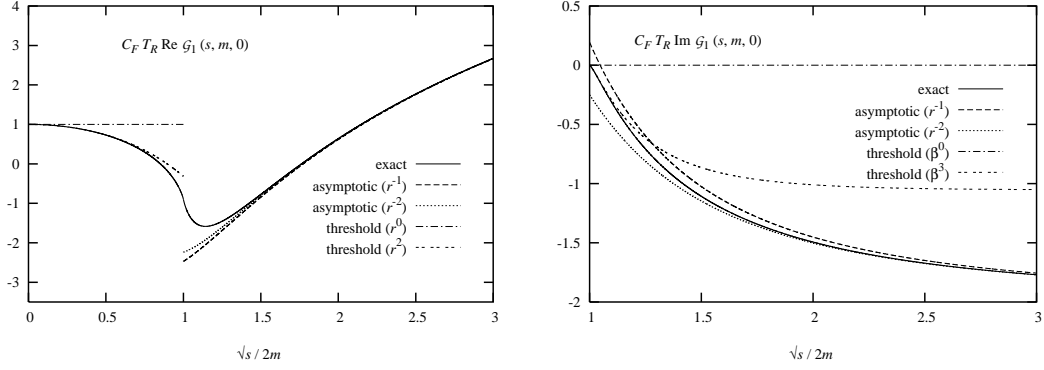 4
3
2
1
0
-1
-2
-3
0
0.5
1
1.5
2
2.5
3
C_F T_R Re 𝒢_1 (s, m, 0)
exact
asymptotic (r^-1)
asymptotic (r^-2)
threshold (r^0)
threshold (r^2)
√s / 2m
0.5
0
-0.5
-1
-1.5
-2
1
1.5
2
2.5
3
C_F T_R Im 𝒢_1 (s, m, 0)
exact
asymptotic (r^-1)
asymptotic (r^-2)
threshold (β^0)
threshold (β^3)
√s / 2m